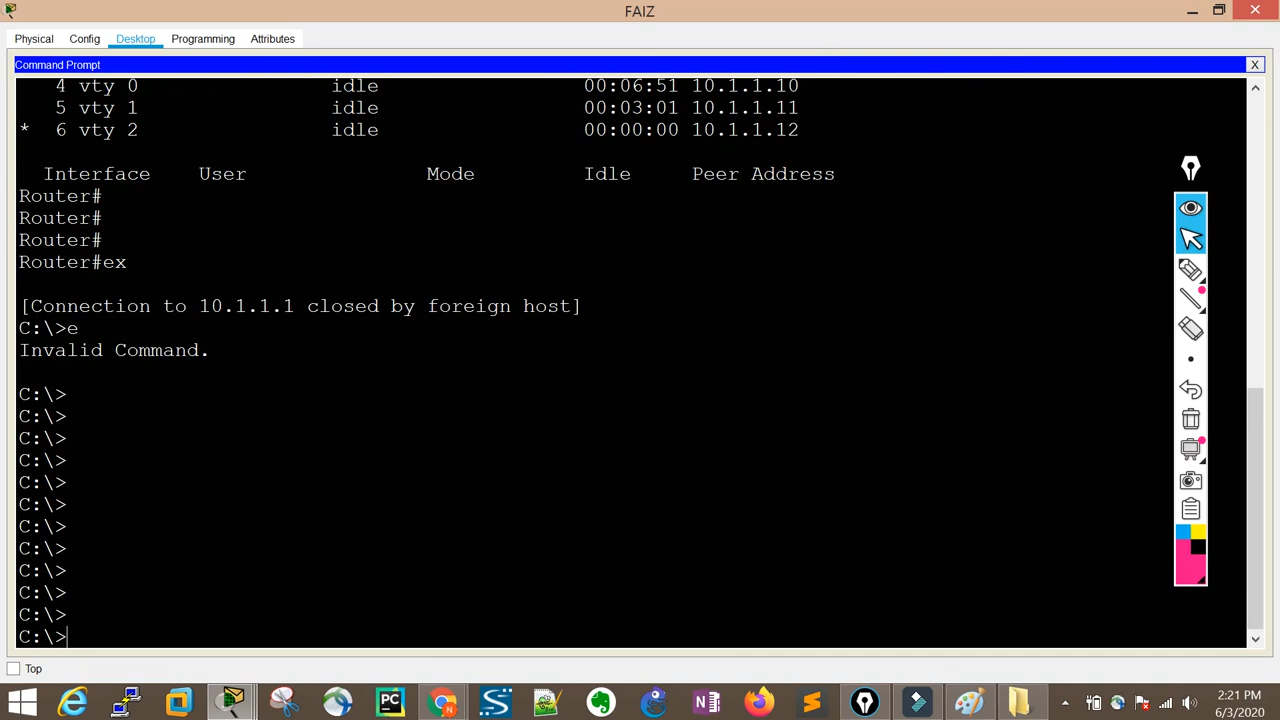 FAIZ
Physical Config Desktop Programming Attributes
Command Prompt X
4 vty 0 idle 00:06:51 10.1.1.10
5 vty 1 idle 00:03:01 10.1.1.11
* 6 vty 2 idle 00:00:00 10.1.1.12
Interface User Mode Idle Peer Address
Router#
Router#
Router#
Router#ex
[Connection to 10.1.1.1 closed by foreign host]
C:\>e
Invalid Command.
C:\>
C:\>
C:\>
C:\>
C:\>
C:\>
C:\>
C:\>
C:\>
C:\>
C:\>
C:\>
Top
PC
N
N
2:21 PM
6/3/2020